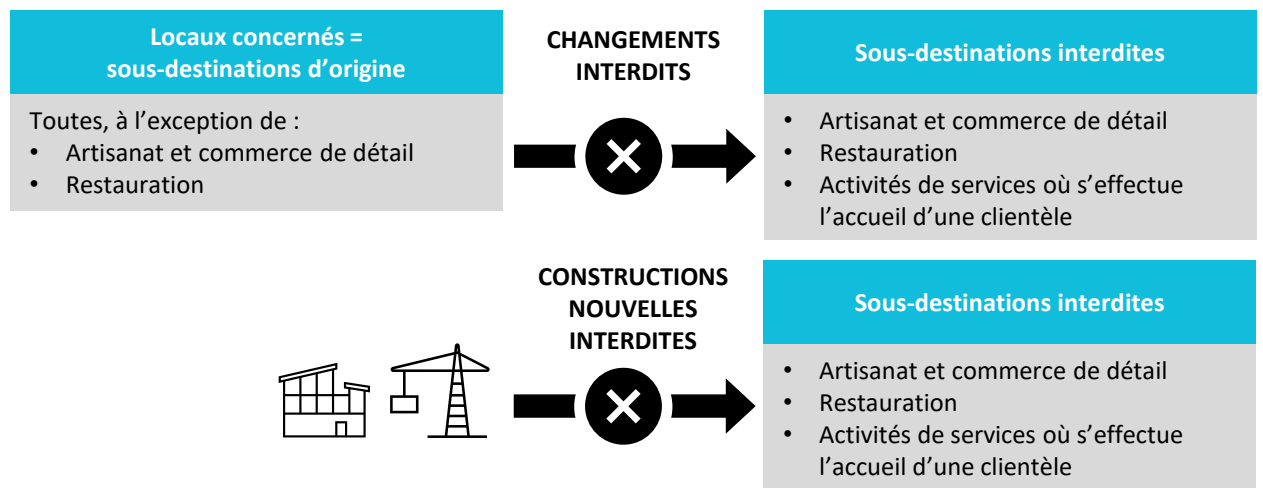 Locaux concernés =
sous-destinations d’origine
Toutes, à l’exception de :
• Artisanat et commerce de détail
• Restauration
CHANGEMENTS
INTERDITS
Sous-destinations interdites
• Artisanat et commerce de détail
• Restauration
• Activités de services où s’effectue
l’accueil d’une clientèle
CONSTRUCTIONS
NOUVELLES
INTERDITES
Sous-destinations interdites
• Artisanat et commerce de détail
• Restauration
• Activités de services où s’effectue
l’accueil d’une clientèle